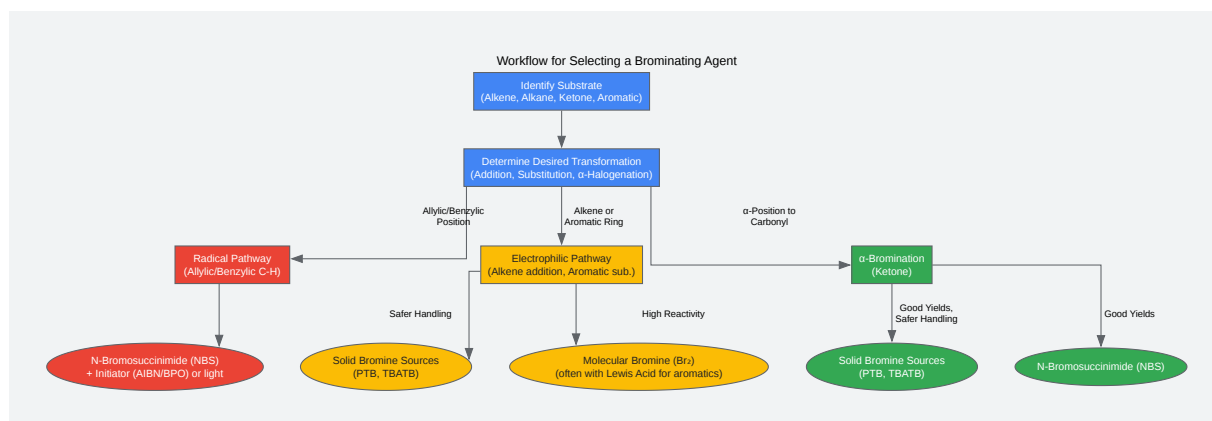 Workflow for Selecting a Brominating Agent
Identify Substrate
(Alkene, Alkane, Ketone, Aromatic)
Determine Desired Transformation
(Addition, Substitution, α-Halogenation)
Allylic/Benzylic
Position
Alkene or
Aromatic Ring
α-Position to
Carbonyl
Radical Pathway
(Allylic/Benzylic C-H)
Electrophilic Pathway
(Alkene addition, Aromatic sub.)
α-Bromination
(Ketone)
Safer Handling
High Reactivity
Good Yields,
Safer Handling
Good Yields
N-Bromosuccinimide (NBS)
+ Initiator (AIBN/BPO) or light
Solid Bromine Sources
(PTB, TBATB)
Molecular Bromine (Br₂)
(often with Lewis Acid for aromatics)
Solid Bromine Sources
(PTB, TBATB)
N-Bromosuccinimide (NBS)